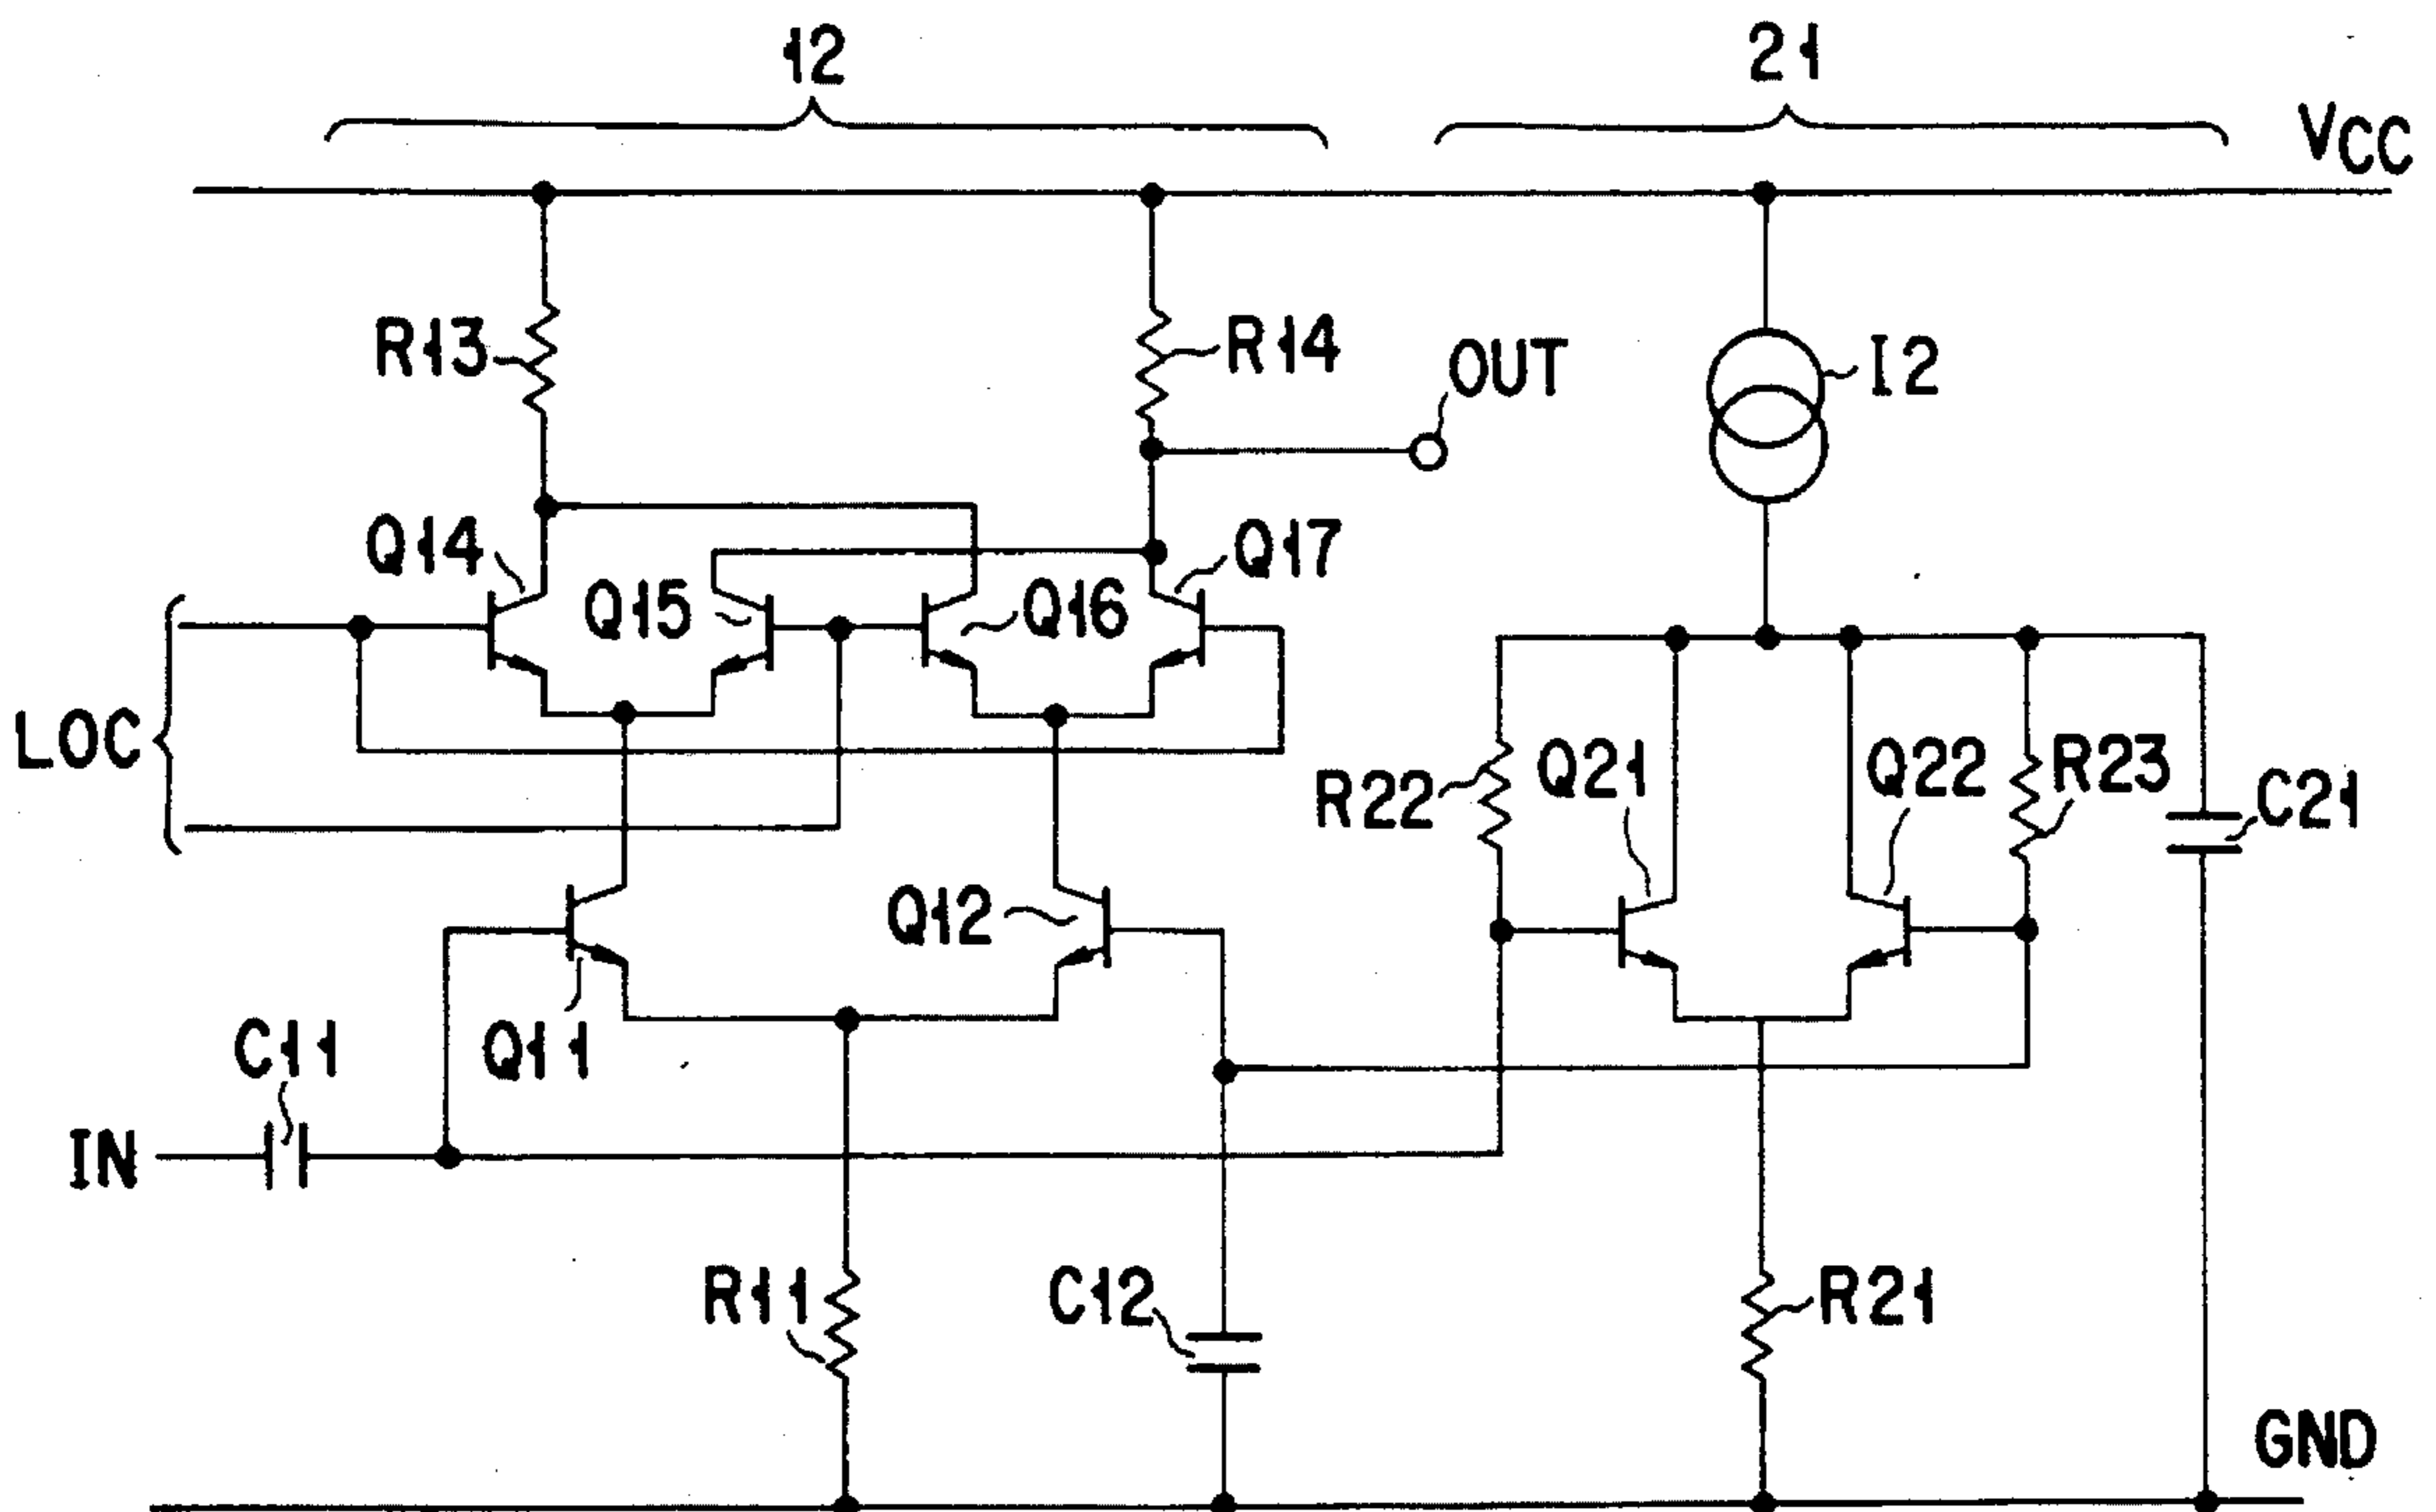 12
21
VCC
R13
R14
OUT
I2
Q14
Q15
Q16
Q17
LOC
R22
Q21
Q22
R23
C21
Q12
C11
Q11
IN
R11
C12
R21
GND